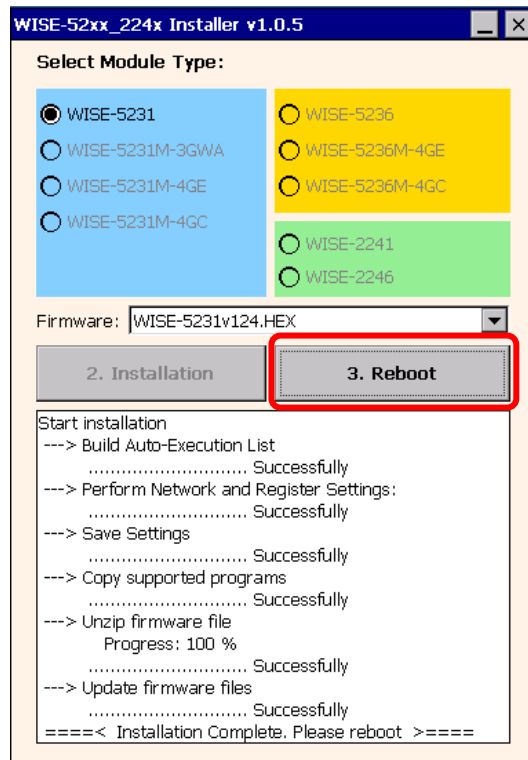 WISE-52xx_224x Installer v1.0.5
Select Module Type:
WISE-5231
WISE-5231M-3GWA
WISE-5231M-4GE
WISE-5231M-4GC
WISE-5236
WISE-5236M-4GE
WISE-5236M-4GC
WISE-2241
WISE-2246
Firmware: WISE-5231v124.HEX
2. Installation
3. Reboot
Start installation
---> Build Auto-Execution List
............................ Successfully
---> Perform Network and Register Settings:
............................ Successfully
---> Save Settings
............................ Successfully
---> Copy supported programs
............................ Successfully
---> Unzip firmware file
Progress: 100 %
............................ Successfully
---> Update firmware files
............................ Successfully
====< Installation Complete. Please reboot >====